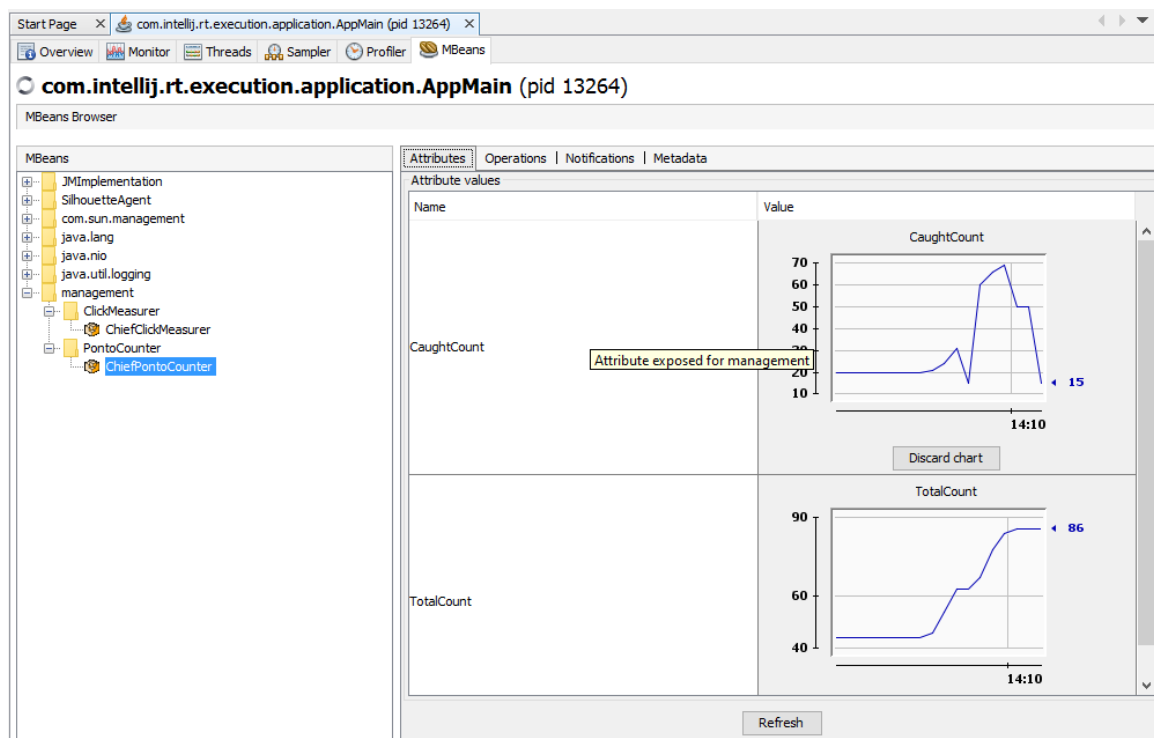 Start Page
com.intellij.rt.execution.application.AppMain (pid 13264)
Overview Monitor Threads Sampler Profiler MBeans
com.intellij.rt.execution.application.AppMain (pid 13264)
MBeans Browser
MBeans
JMImplementation
SilhouetteAgent
com.sun.management
java.lang
java.nio
java.util.logging
management
ClickMeasurer
ChiefClickMeasurer
PontoCounter
ChiefPontoCounter
Attributes Operations Notifications Metadata
Attribute values
Name Value
CaughtCount
CaughtCount
70
60
50
40
20
10
15
14:10
Attribute exposed for management
Discard chart
TotalCount
TotalCount
90
60
40
86
14:10
Refresh